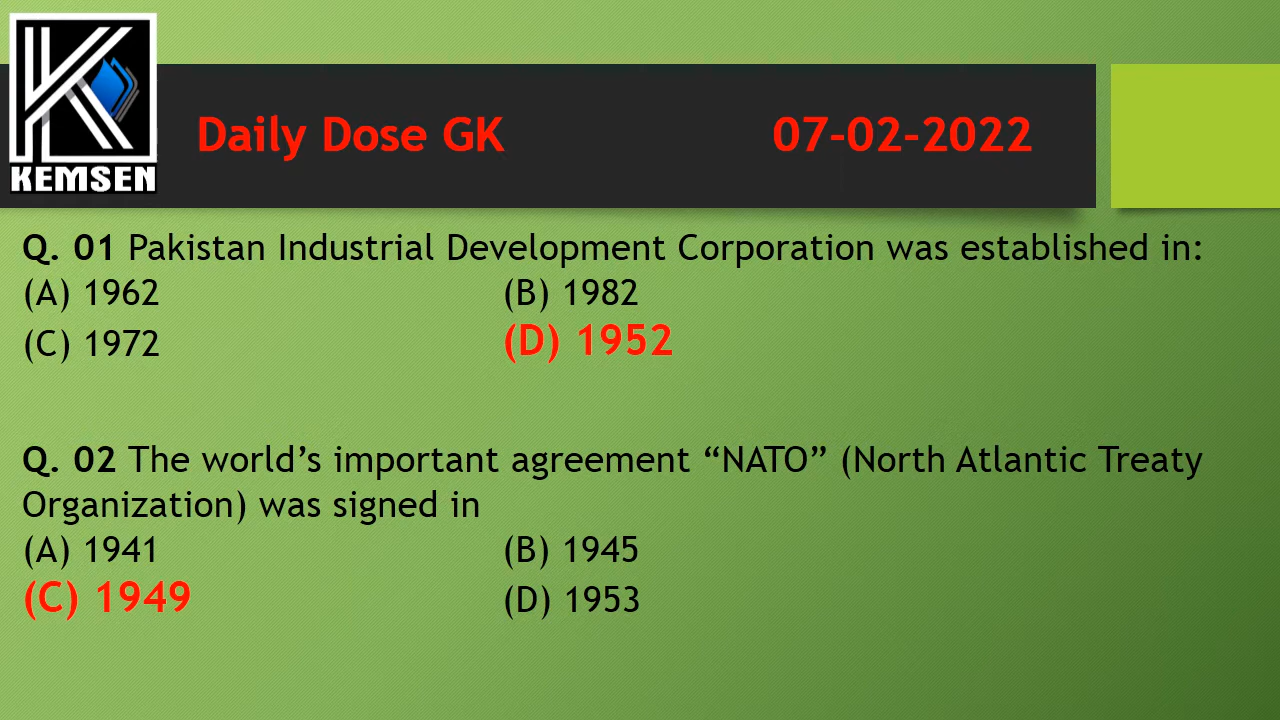 KEMSEN
Daily Dose GK 07-02-2022
Q. 01 Pakistan Industrial Development Corporation was established in:
(A) 1962 (B) 1982
(C) 1972 (D) 1952
Q. 02 The world’s important agreement “NATO” (North Atlantic Treaty
Organization) was signed in
(A) 1941 (B) 1945
(C) 1949 (D) 1953